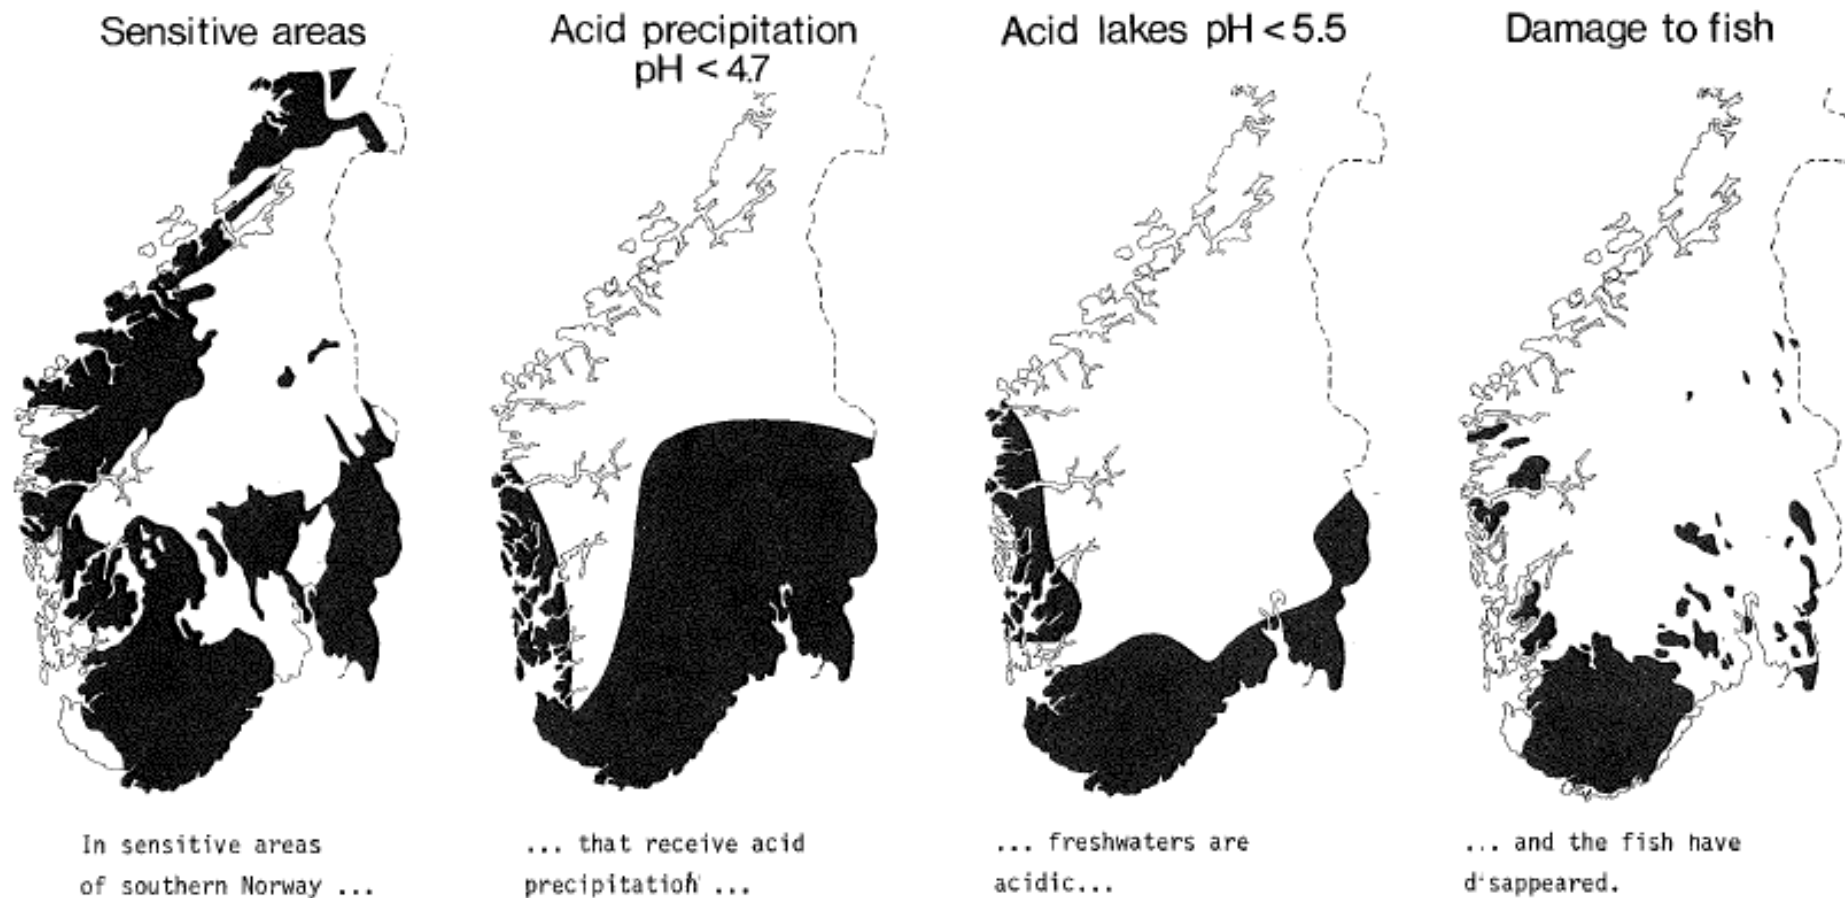 Sensitive areas
Acid precipitation
pH < 4.7
Acid lakes pH < 5.5
Damage to fish
In sensitive areas
of southern Norway ...
... that receive acid
precipitation ...
... freshwaters are
acidic...
... and the fish have
d sappeared.